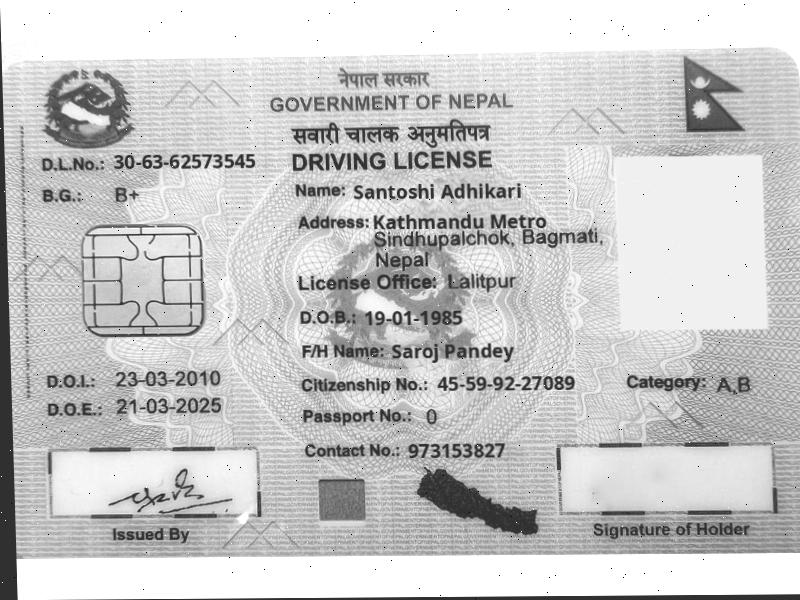 नेपाल सरकार
GOVERNMENT OF NEPAL
सवारी चालक अनुमतिपत्र
DRIVING LICENSE
D.L.No.: 30-63-62573545
B.G.: B+
Name: Santoshi Adhikari
Address: Kathmandu Metro
Sindhupalchok, Bagmati,
Nepal
License Office: Lalitpur
D.O.B.: 19-01-1985
F/H Name: Saroj Pandey
D.O.I.: 23-03-2010
Citizenship No.: 45-59-92-27089
Category: A,B
D.O.E.: 21-03-2025
Passport No.: 0
Contact No.: 973153827
Issued By
Signature of Holder